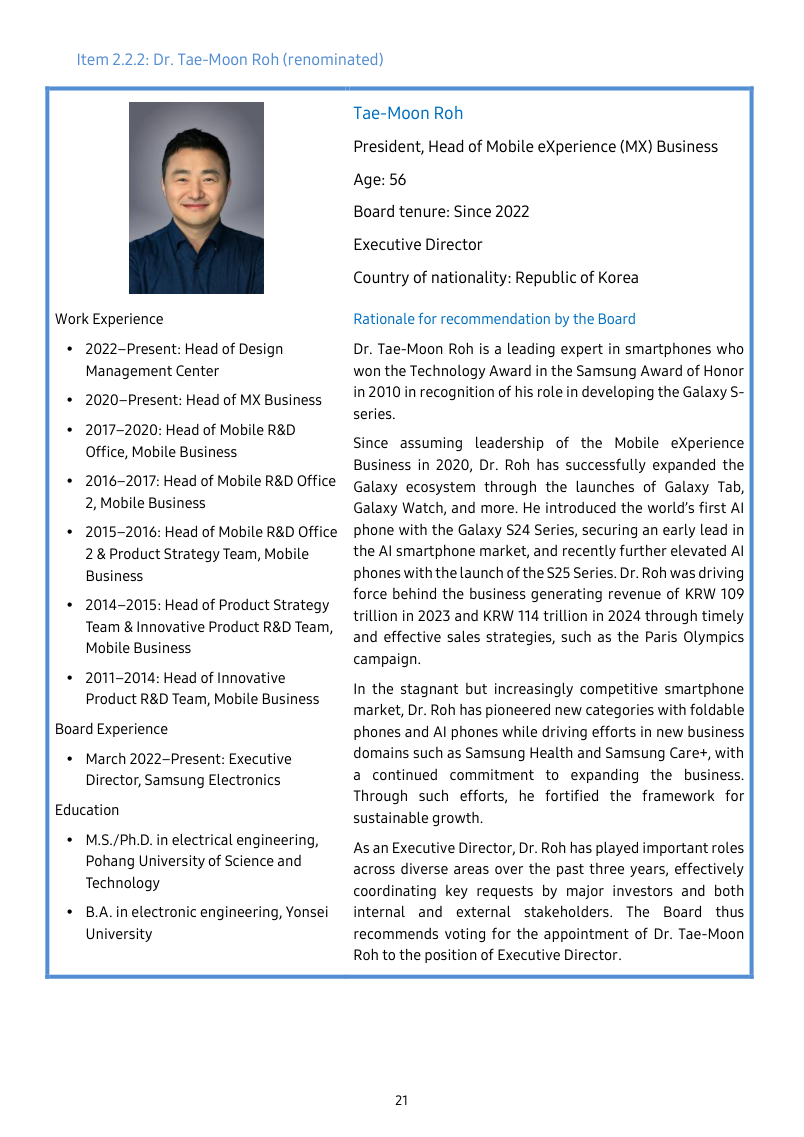 Item 2.2.2: Dr. Tae-Moon Roh (renominated)
Tae-Moon Roh
President, Head of Mobile eXperience (MX) Business
Age: 56
Board tenure: Since 2022
Executive Director
Country of nationality: Republic of Korea
Work Experience
• 2022–Present: Head of Design
Management Center
• 2020–Present: Head of MX Business
• 2017–2020: Head of Mobile R&D
Office, Mobile Business
• 2016–2017: Head of Mobile R&D Office
2, Mobile Business
• 2015–2016: Head of Mobile R&D Office
2 & Product Strategy Team, Mobile
Business
• 2014–2015: Head of Product Strategy
Team & Innovative Product R&D Team,
Mobile Business
• 2011–2014: Head of Innovative
Product R&D Team, Mobile Business
Board Experience
• March 2022–Present: Executive
Director, Samsung Electronics
Education
• M.S./Ph.D. in electrical engineering,
Pohang University of Science and
Technology
• B.A. in electronic engineering, Yonsei
University
Rationale for recommendation by the Board
Dr. Tae-Moon Roh is a leading expert in smartphones who
won the Technology Award in the Samsung Award of Honor
in 2010 in recognition of his role in developing the Galaxy S-
series.
Since assuming leadership of the Mobile eXperience
Business in 2020, Dr. Roh has successfully expanded the
Galaxy ecosystem through the launches of Galaxy Tab,
Galaxy Watch, and more. He introduced the world's first AI
phone with the Galaxy S24 Series, securing an early lead in
the AI smartphone market, and recently further elevated AI
phones with the launch of the S25 Series. Dr. Roh was driving
force behind the business generating revenue of KRW 109
trillion in 2023 and KRW 114 trillion in 2024 through timely
and effective sales strategies, such as the Paris Olympics
campaign.
In the stagnant but increasingly competitive smartphone
market, Dr. Roh has pioneered new categories with foldable
phones and AI phones while driving efforts in new business
domains such as Samsung Health and Samsung Care+, with
a continued commitment to expanding the business.
Through such efforts, he fortified the framework for
sustainable growth.
As an Executive Director, Dr. Roh has played important roles
across diverse areas over the past three years, effectively
coordinating key requests by major investors and both
internal and external stakeholders. The Board thus
recommends voting for the appointment of Dr. Tae-Moon
Roh to the position of Executive Director.
21